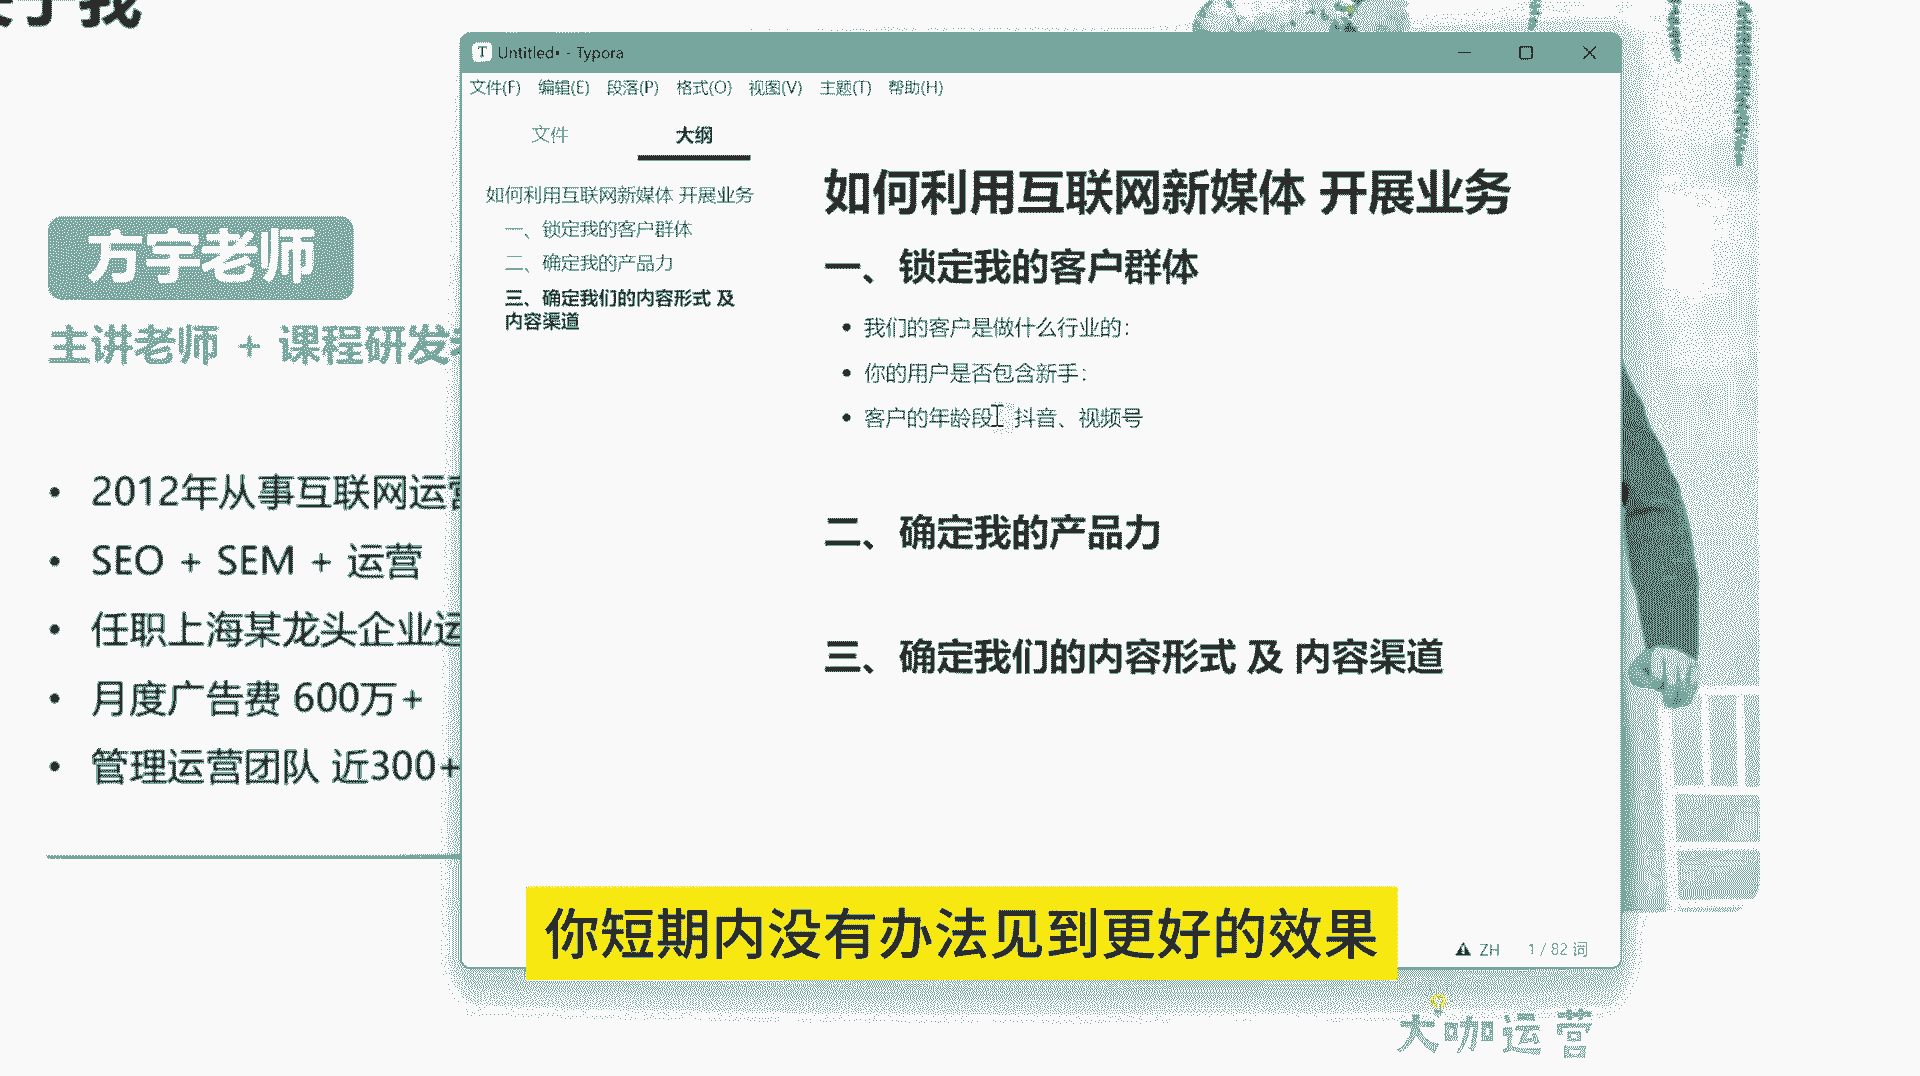 关于我
方宇老师
主讲老师 + 课程研发
2012年从事互联网运营
SEO + SEM + 运营
任职上海某龙头企业运
月度广告费 600万+
管理运营团队 近300+
Untitled• - Typora
文件(F) 编辑(E) 段落(P) 格式(O) 视图(V) 主题(T) 帮助(H)
文件 大纲
如何利用互联网新媒体 开展业务
一、锁定我的客户群体
二、确定我的产品力
三、确定我们的内容形式 及
内容渠道
如何利用互联网新媒体 开展业务
一、锁定我的客户群体
我们的客户是做什么行业的：
你的用户是否包含新手：
客户的年龄段 抖音、视频号
二、确定我的产品力
三、确定我们的内容形式 及 内容渠道
ZH 1 / 82 词
你短期内没有办法见到更好的效果
大咖运营